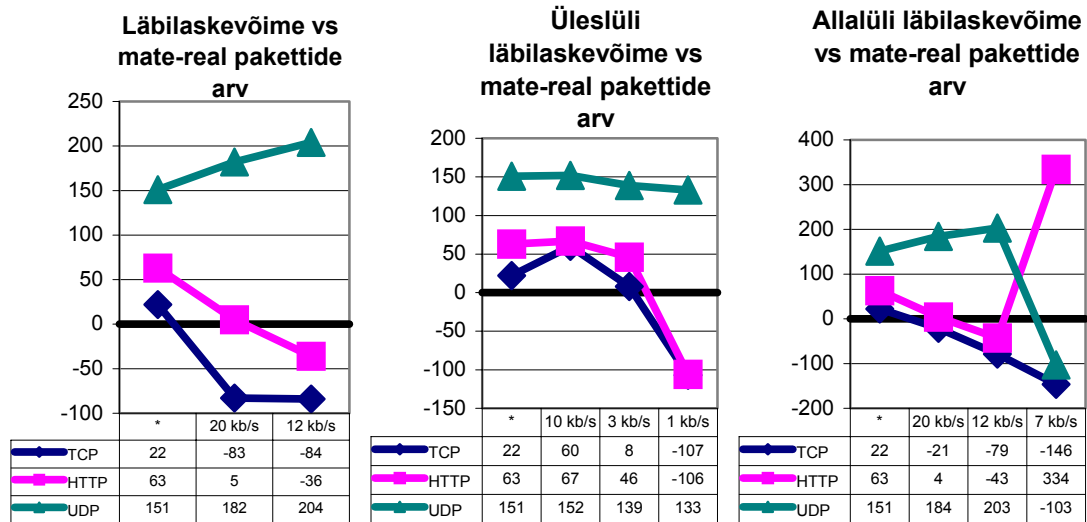 Läbilaskevõime vs
mate-real pakettide
arv
250
200
150
100
50
0
-50
-100
* 20 kb/s 12 kb/s
TCP 22 -83 -84
HTTP 63 5 -36
UDP 151 182 204
Üleslüli
läbilaskevõime vs
mate-real pakettide
arv
200
150
100
50
0
-50
-100
-150
* 10 kb/s 3 kb/s 1 kb/s
TCP 22 60 8 -107
HTTP 63 67 46 -106
UDP 151 152 139 133
Allalüli läbilaskevõime
vs mate-real pakettide
arv
400
300
200
100
0
-100
-200
* 20 kb/s 12 kb/s 7 kb/s
TCP 22 -21 -79 -146
HTTP 63 4 -43 334
UDP 151 184 203 -103